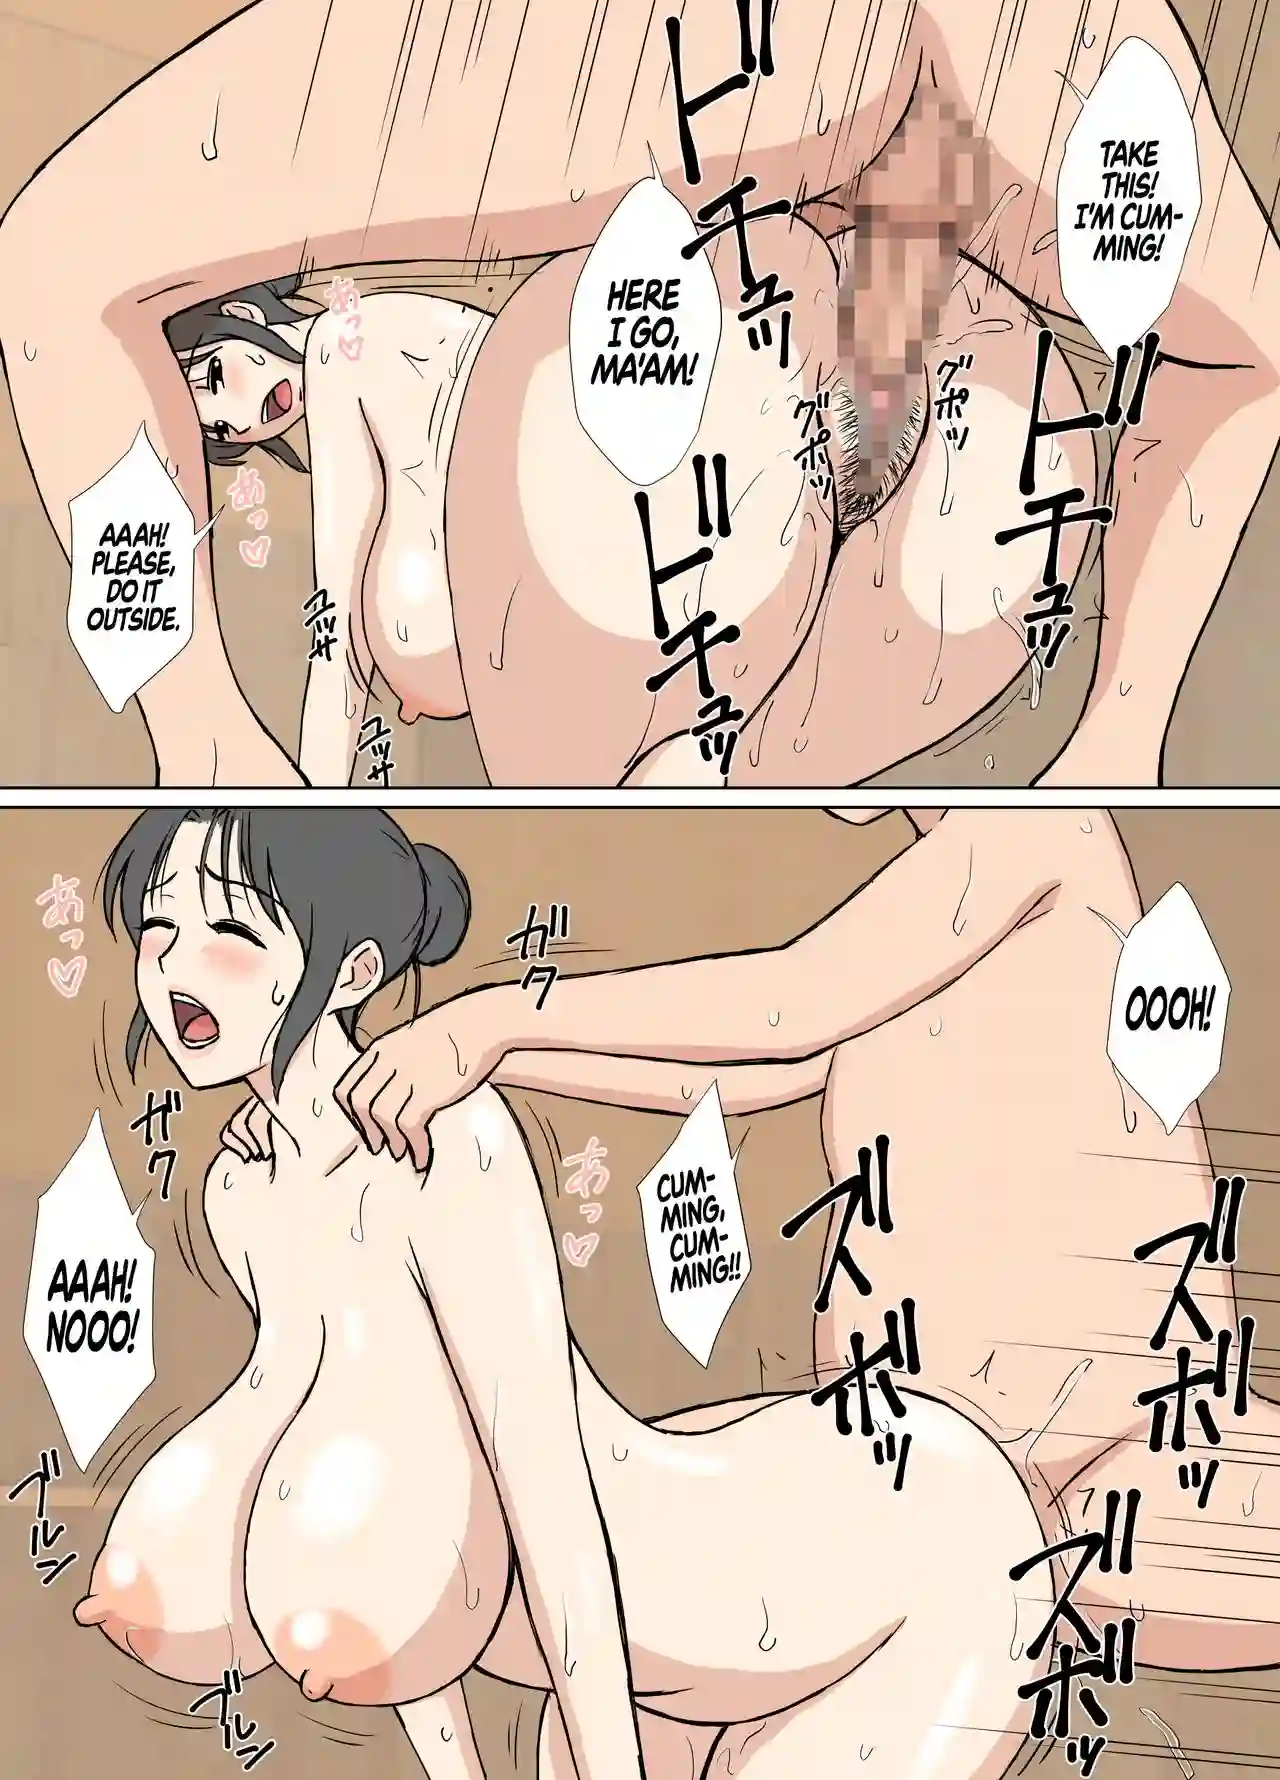 TAKE
THIS!
I'M CUM-
MING!
HERE
I GO,
MA'AM!
AAAH!
PLEASE,
DO IT
OUTSIDE.
ドチュッ
ドチュッ
ドチュッ
グポッ
グポッ
あっ♡
あっ♡
ユッサ
ユッサ
OOOH!
CUM-
MING,
CUM-
MING!!
AAAH!
NOOO!
あっ♡
あっ♡
ガク
ガク
ズボッ
ズボッ
ズボッ
ブルン
ブルン